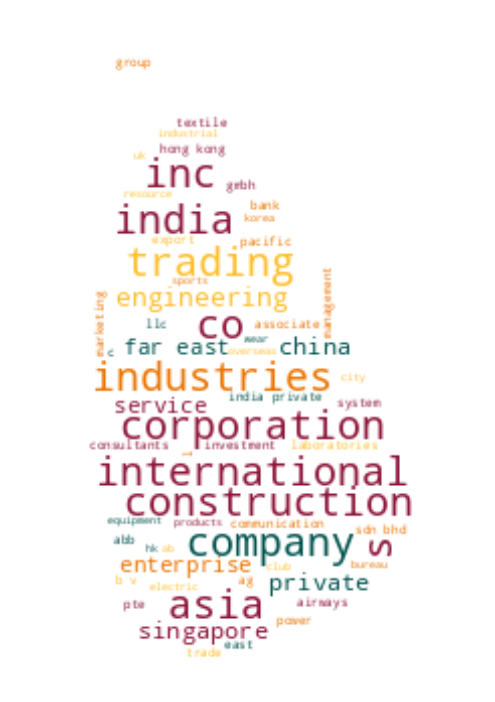 group
textile
industrial
hong kong
uk
inc
gmbh
resource
bank
india
korea
export
pacific
trading
sports
engineering
management
marketing
llc
co
associate
wear
c
far east
overseas
china
industries
city
india private
service
system
corporation
consultants
investment
laboratories
l
international
construction
equipment
products
communication
sdn bhd
abb
hk
ab
company
s
enterprise
club
bureau
b v
ag
private
electric
pte
asia
airways
power
singapore
east
trade